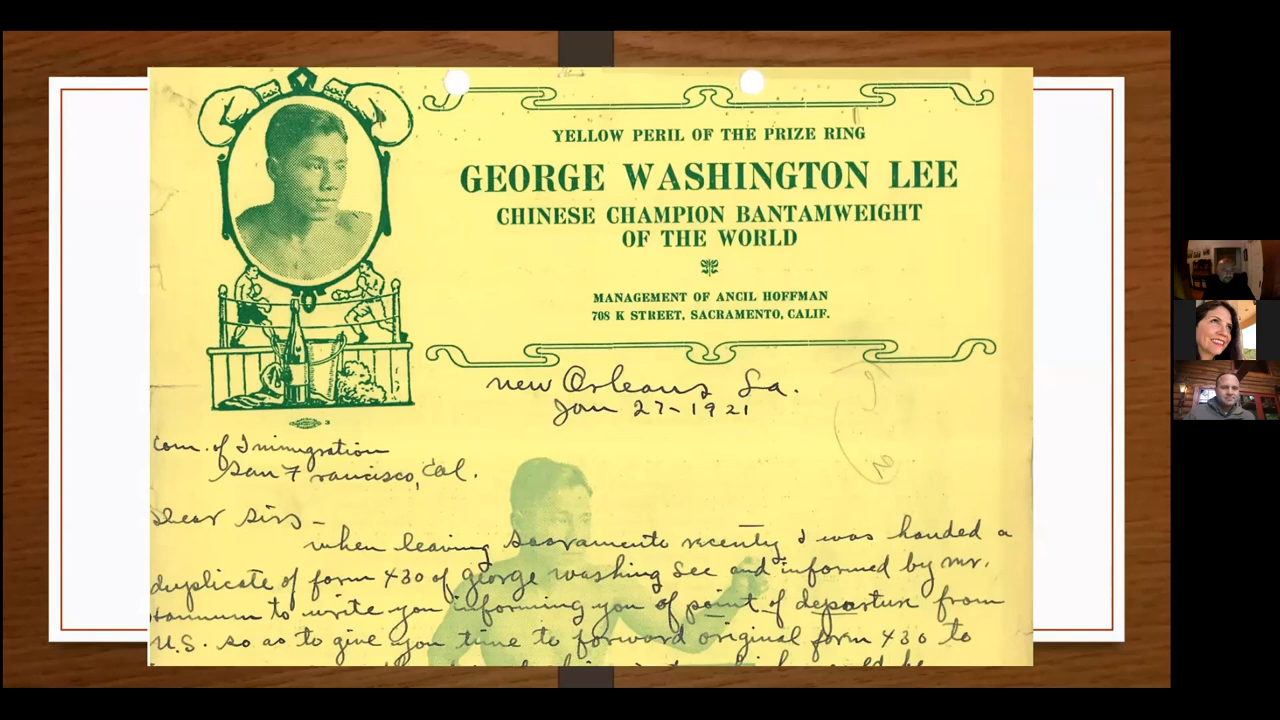 YELLOW PERIL OF THE PRIZE RING
GEORGE WASHINGTON LEE
CHINESE CHAMPION BANTAMWEIGHT
OF THE WORLD
MANAGEMENT OF ANCIL HOFFMAN
708 K STREET, SACRAMENTO, CALIF.
New Orleans La.
Jan 27-1921
Com. of Immigration
San Francisco, Cal.
Dear Sirs -
when leaving Sacramento recently I was handed a
duplicate of form 430 of george washing Lee and informed by mr.
to write you informing you of point of departure from
U.S. so as to give you time to forward original form 430 to